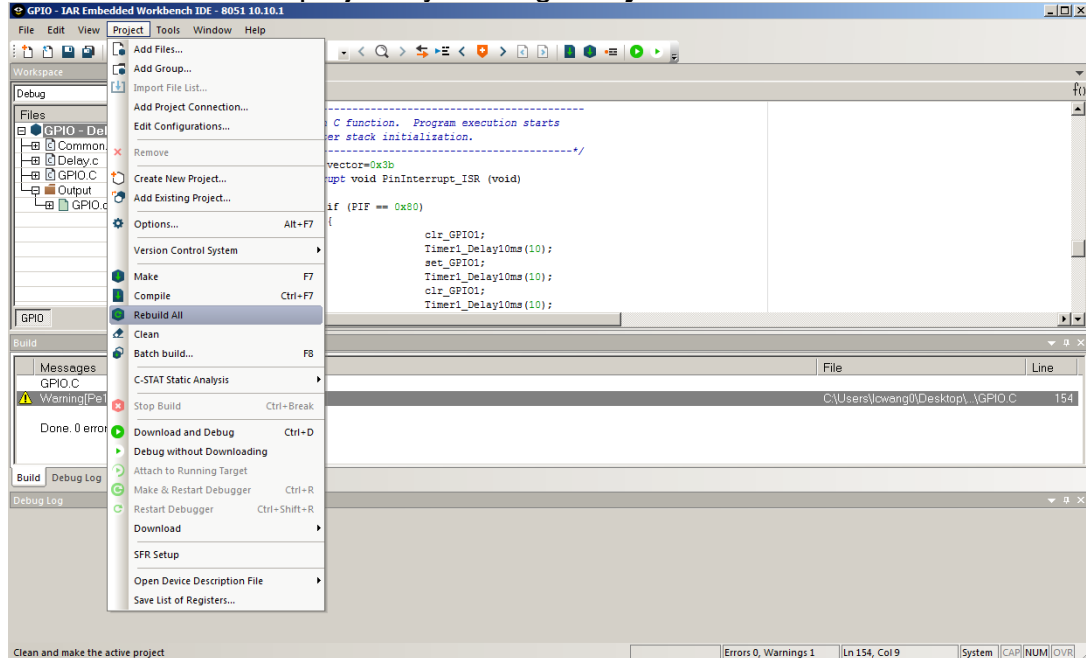 GPIO - IAR Embedded Workbench IDE - 8051 10.10.1
File Edit View Project Tools Window Help
Workspace
Debug
Files
GPIO - Del
Common.
Delay.c
GPIO.C
Output
GPIO.c
GPIO
Add Files...
Add Group...
Import File List...
Add Project Connection...
Edit Configurations...
Remove
Create New Project...
Add Existing Project...
Options... Alt+F7
Version Control System
Make F7
Compile Ctrl+F7
Rebuild All
Clean
Batch build... F8
C-STAT Static Analysis
Stop Build Ctrl+Break
Download and Debug Ctrl+D
Debug without Downloading
Attach to Running Target
Make & Restart Debugger Ctrl+R
Restart Debugger Ctrl+Shift+R
Download
SFR Setup
Open Device Description File
Save List of Registers...
f()
----------------------------------------
C function. Program execution starts
er stack initialization.
--------------------------------------*/
vector=0x3b
upt void PinInterrupt_ISR (void)
if (PIF == 0x80)
{
clr_GPIO1;
Timer1_Delay10ms(10);
set_GPIO1;
Timer1_Delay10ms(10);
clr_GPIO1;
Timer1_Delay10ms(10);
Build
Messages File Line
GPIO.C
Warning[Pe1 C:\Users\lcwang0\Desktop\...\GPIO.C 154
Done. 0 error
Build Debug Log
Debug Log
Clean and make the active project Errors 0, Warnings 1 Ln 154, Col 9 System CAP NUM OVR